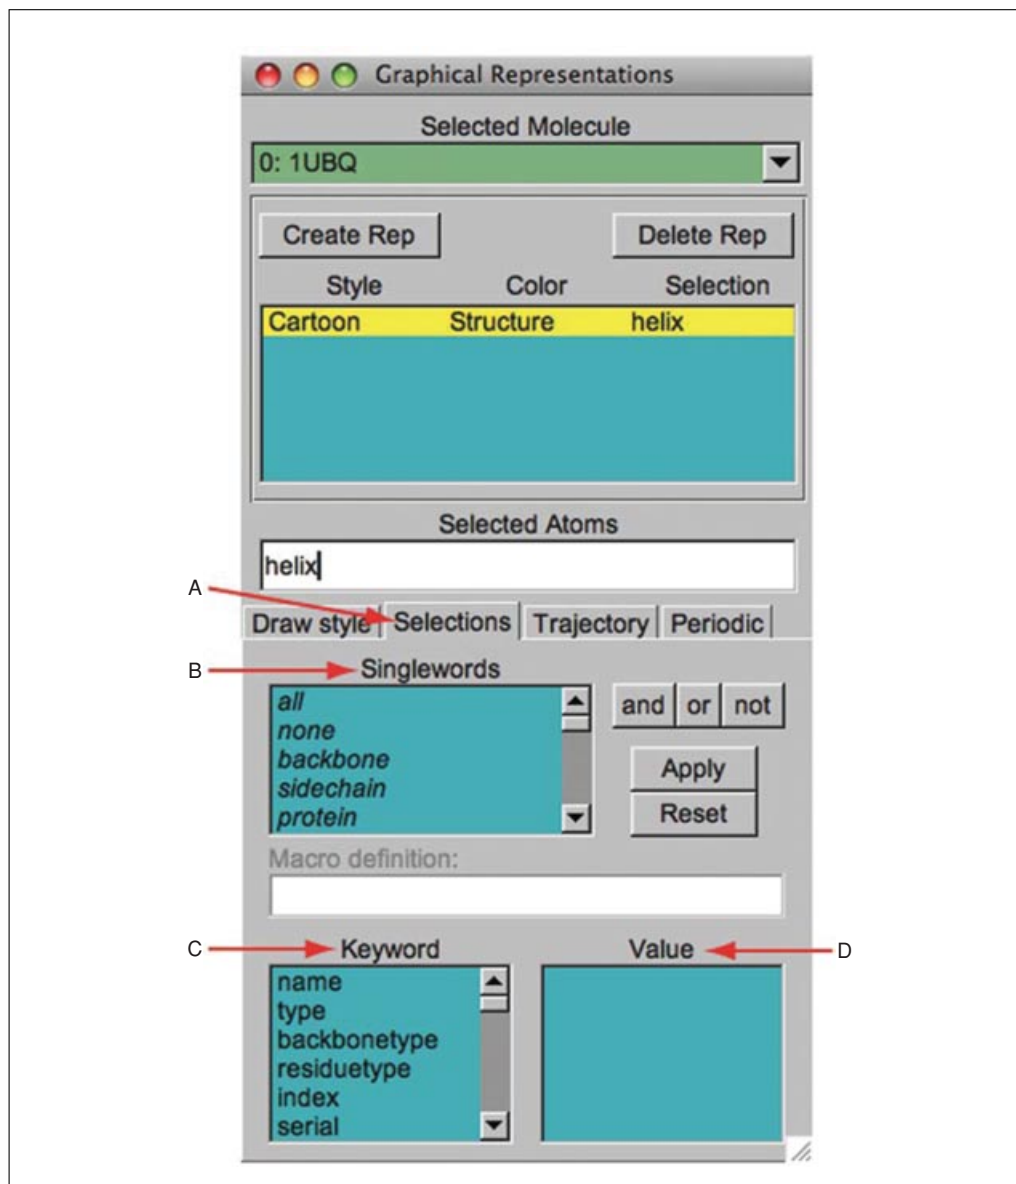 Graphical Representations
Selected Molecule
0: 1UBQ
Create Rep Delete Rep
Style Color Selection
Cartoon Structure helix
Selected Atoms
helix
A
Draw style Selections Trajectory Periodic
B Singlewords
all
none
backbone
sidechain
protein
and or not
Apply
Reset
Macro definition:
C Keyword Value D
name
type
backbonetype
residuetype
index
serial